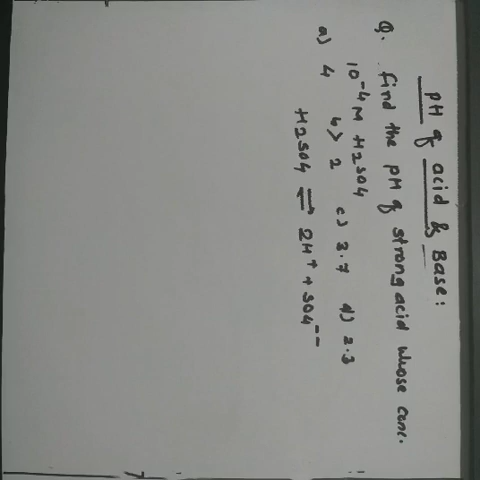 pH of acid & Base:
Q. find the pH of strong acid whose conc.
10⁻⁴ M H2SO4
a) 4 b) 2 c) 3.7 d) 2.3
H2SO4 ⇌ 2H⁺ + SO4⁻⁻